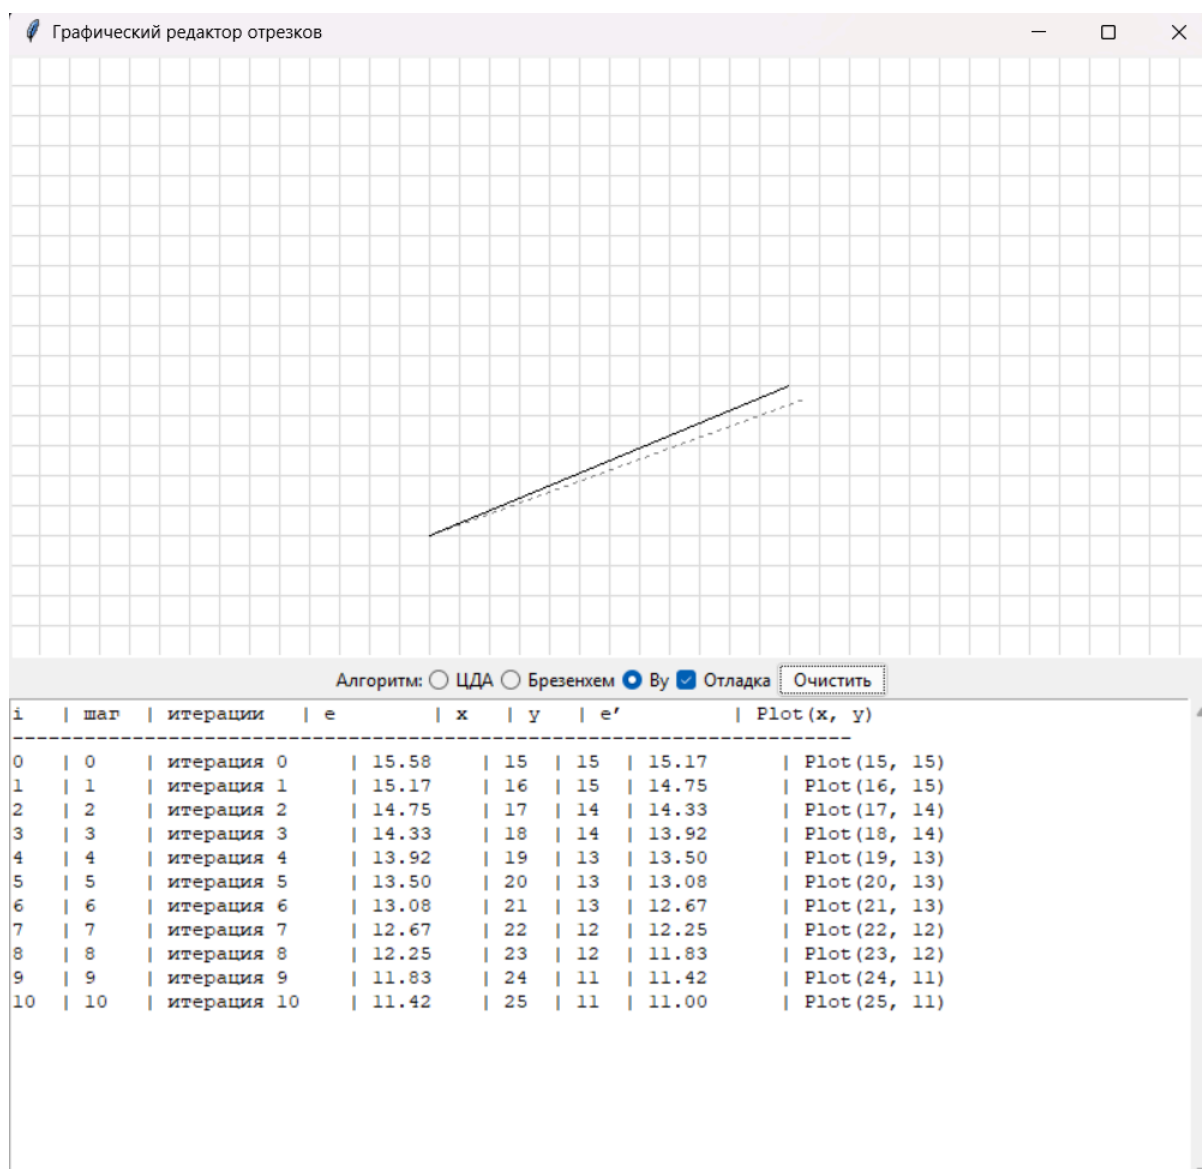 Графический редактор отрезков
Алгоритм: ЦДА Брезенхем Ву Отладка Очистить
i | шаг | итерации | e | x | y | e’ | Plot(x, y)
----------------------------------------------------------------------
0 | 0 | итерация 0 | 15.58 | 15 | 15 | 15.17 | Plot(15, 15)
1 | 1 | итерация 1 | 15.17 | 16 | 15 | 14.75 | Plot(16, 15)
2 | 2 | итерация 2 | 14.75 | 17 | 14 | 14.33 | Plot(17, 14)
3 | 3 | итерация 3 | 14.33 | 18 | 14 | 13.92 | Plot(18, 14)
4 | 4 | итерация 4 | 13.92 | 19 | 13 | 13.50 | Plot(19, 13)
5 | 5 | итерация 5 | 13.50 | 20 | 13 | 13.08 | Plot(20, 13)
6 | 6 | итерация 6 | 13.08 | 21 | 13 | 12.67 | Plot(21, 13)
7 | 7 | итерация 7 | 12.67 | 22 | 12 | 12.25 | Plot(22, 12)
8 | 8 | итерация 8 | 12.25 | 23 | 12 | 11.83 | Plot(23, 12)
9 | 9 | итерация 9 | 11.83 | 24 | 11 | 11.42 | Plot(24, 11)
10 | 10 | итерация 10 | 11.42 | 25 | 11 | 11.00 | Plot(25, 11)